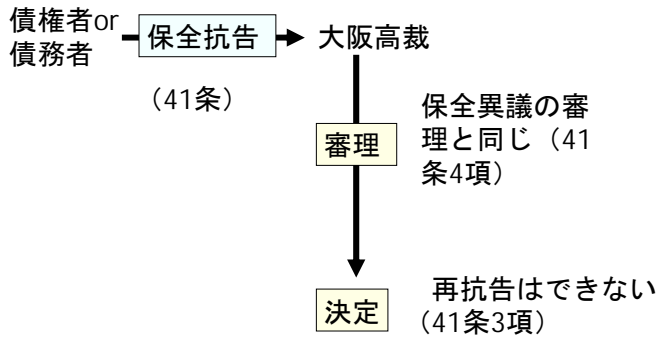 債権者or
債務者
保全抗告
大阪高裁
（41条）
保全異議の審
理と同じ（41
条4項）
審理
再抗告はできない
（41条3項）
決定